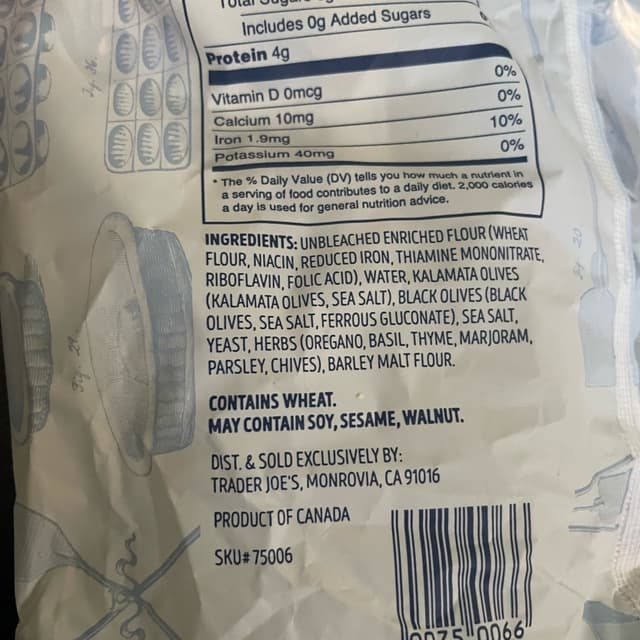 Includes 0g Added Sugars
Protein 4g
Vitamin D 0mcg 0%
Calcium 10mg 0%
Iron 1.9mg 10%
Potassium 40mg 0%
* The % Daily Value (DV) tells you how much a nutrient in
a serving of food contributes to a daily diet. 2,000 calories
a day is used for general nutrition advice.
INGREDIENTS: UNBLEACHED ENRICHED FLOUR (WHEAT
FLOUR, NIACIN, REDUCED IRON, THIAMINE MONONITRATE,
RIBOFLAVIN, FOLIC ACID), WATER, KALAMATA OLIVES
(KALAMATA OLIVES, SEA SALT), BLACK OLIVES (BLACK
OLIVES, SEA SALT, FERROUS GLUCONATE), SEA SALT,
YEAST, HERBS (OREGANO, BASIL, THYME, MARJORAM,
PARSLEY, CHIVES), BARLEY MALT FLOUR.
CONTAINS WHEAT.
MAY CONTAIN SOY, SESAME, WALNUT.
DIST. & SOLD EXCLUSIVELY BY:
TRADER JOE'S, MONROVIA, CA 91016
PRODUCT OF CANADA
SKU# 75006